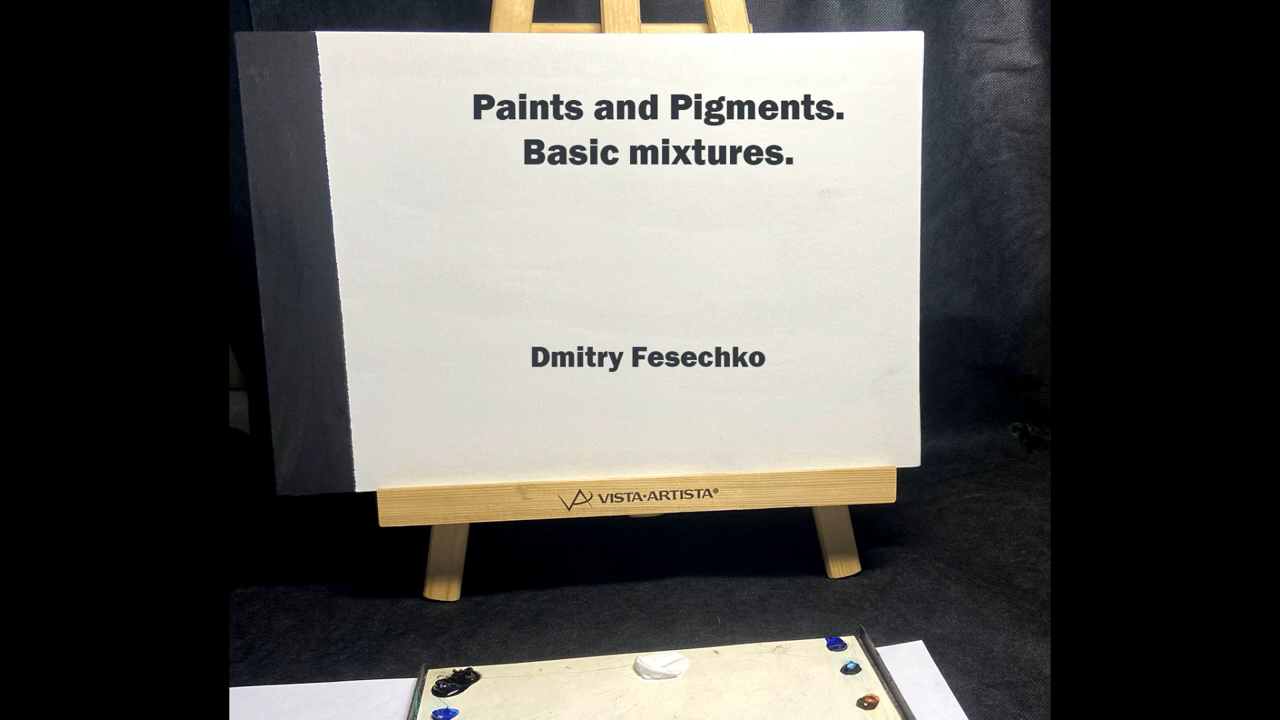 Paints and Pigments.
Basic mixtures.
Dmitry Fesechko
VISTA-ARTISTA®